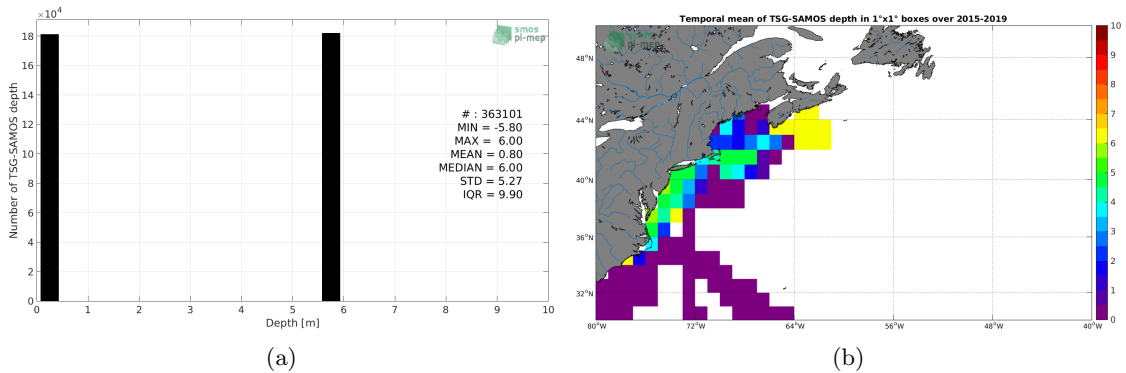 ×10⁴
18
16
14
12
10
8
6
4
2
0
Number of TSG-SAMOS depth
smos
pi-mep
# : 363101
MIN = -5.80
MAX = 6.00
MEAN = 0.80
MEDIAN = 6.00
STD = 5.27
IQR = 9.90
0 1 2 3 4 5 6 7 8 9 10
Depth [m]
(a)
Temporal mean of TSG-SAMOS depth in 1°x1° boxes over 2015-2019
smos
pi-mep
48°N
44°N
40°N
36°N
32°N
80°W 72°W 64°W 56°W 48°W 40°W
10
9
8
7
6
5
4
3
2
1
0
(b)